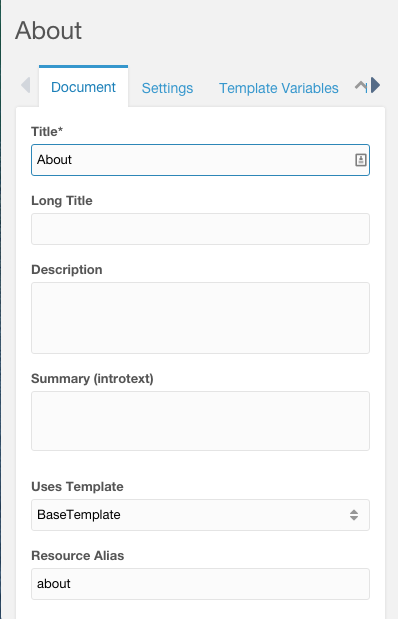 About
Document Settings Template Variables
Title*
About
Long Title
Description
Summary (introtext)
Uses Template
BaseTemplate
Resource Alias
about